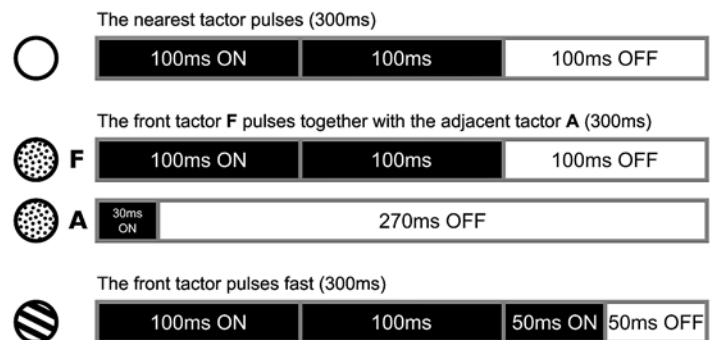 The nearest tactor pulses (300ms)
100ms ON 100ms 100ms OFF
The front tactor F pulses together with the adjacent tactor A (300ms)
F 100ms ON 100ms 100ms OFF
A 30ms ON 270ms OFF
The front tactor pulses fast (300ms)
100ms ON 100ms 50ms ON 50ms OFF